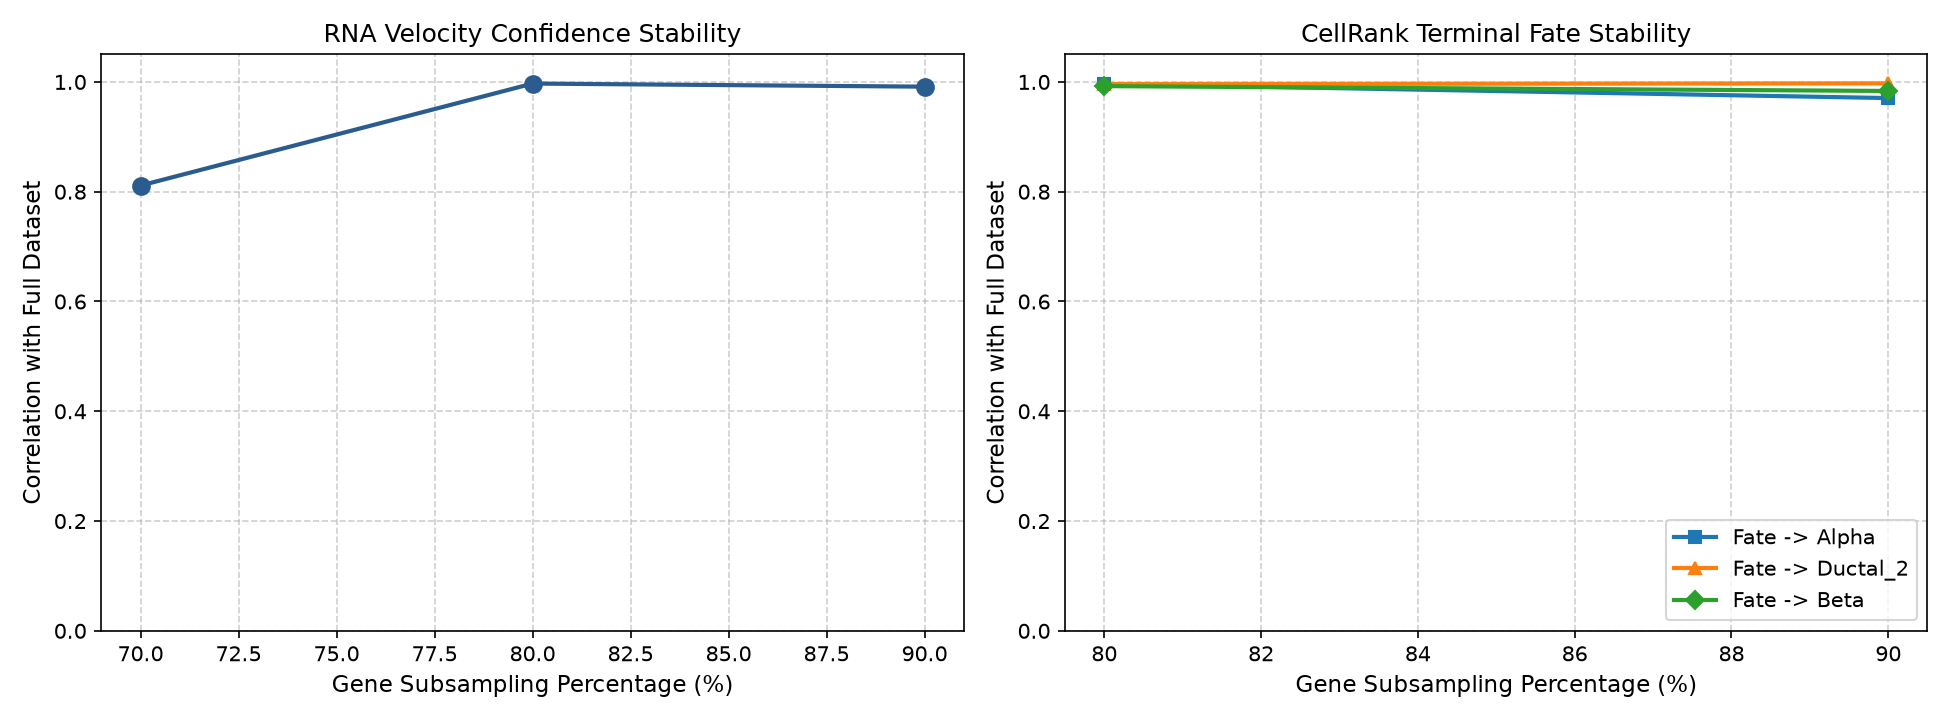 RNA Velocity Confidence Stability
Correlation with Full Dataset
1.0
0.8
0.6
0.4
0.2
0.0
70.0 72.5 75.0 77.5 80.0 82.5 85.0 87.5 90.0
Gene Subsampling Percentage (%)
CellRank Terminal Fate Stability
Correlation with Full Dataset
1.0
0.8
0.6
0.4
0.2
0.0
Fate -> Alpha
Fate -> Ductal_2
Fate -> Beta
80 82 84 86 88 90
Gene Subsampling Percentage (%)